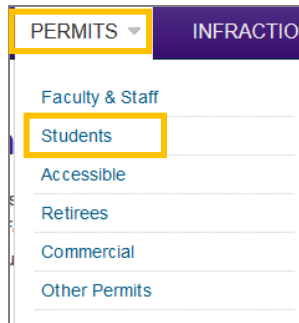 PERMITS INFRACTIO
Faculty & Staff
Students
Accessible
Retirees
Commercial
Other Permits